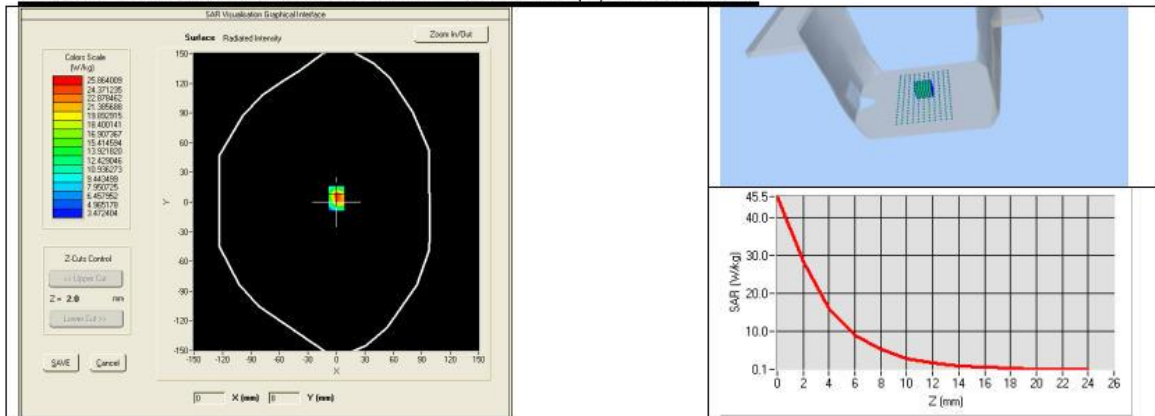 SAR Visualisation Graphical Interface
Surface Radiated Intensity
Zoom In/Out
Colors Scale
(W/kg)
25.864009
24.371235
22.878462
21.385688
19.892915
18.400141
16.907367
15.414594
13.921820
12.429046
10.936273
9.443499
7.950725
6.457952
4.965178
3.472404
Z-Cuts Control
<< Upper Cut
Z = 2.0 mm
Lower Cut >>
SAVE Cancel
150-
120-
90-
60-
30-
0-
-30-
-60-
-90-
-120-
-150-
Y
-150 -120 -90 -60 -30 0 30 60 90 120 150
X
0 X (mm) 8 Y (mm)
45.5
40.0
30.0
20.0
10.0
0.1
SAR (W/kg)
0 2 4 6 8 10 12 14 16 18 20 22 24 26
Z (mm)